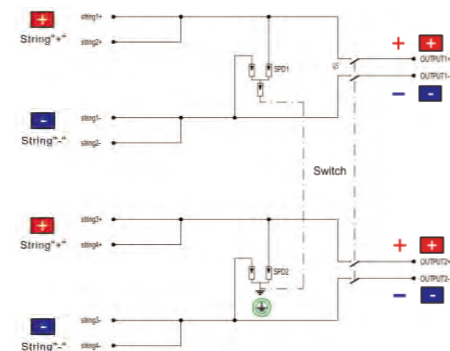 + string1+
String"+" string2+
SPD1
QS
+ + OUTPUT1+
OUTPUT1-
- -
- string1-
String"-" string2-
Switch
+ string3+
String"+" string4+
SPD2
+ + OUTPUT2+
OUTPUT2-
- -
- string3-
String"-" string4-